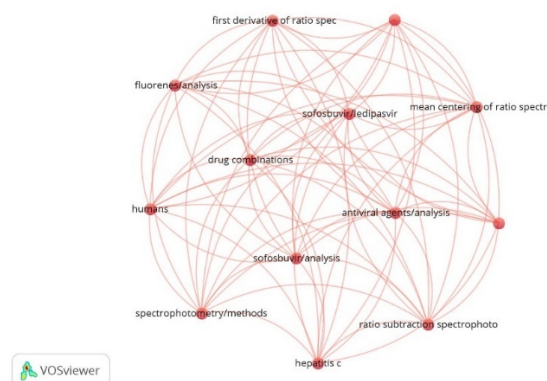 first derivative of ratio spec
fluorenes/analysis
mean centering of ratio spectr
sofosbuvir/ledipasvir
drug combinations
humans
antiviral agents/analysis
sofosbuvir/analysis
spectrophotometry/methods
ratio subtraction spectrophoto
hepatitis c
VOSviewer